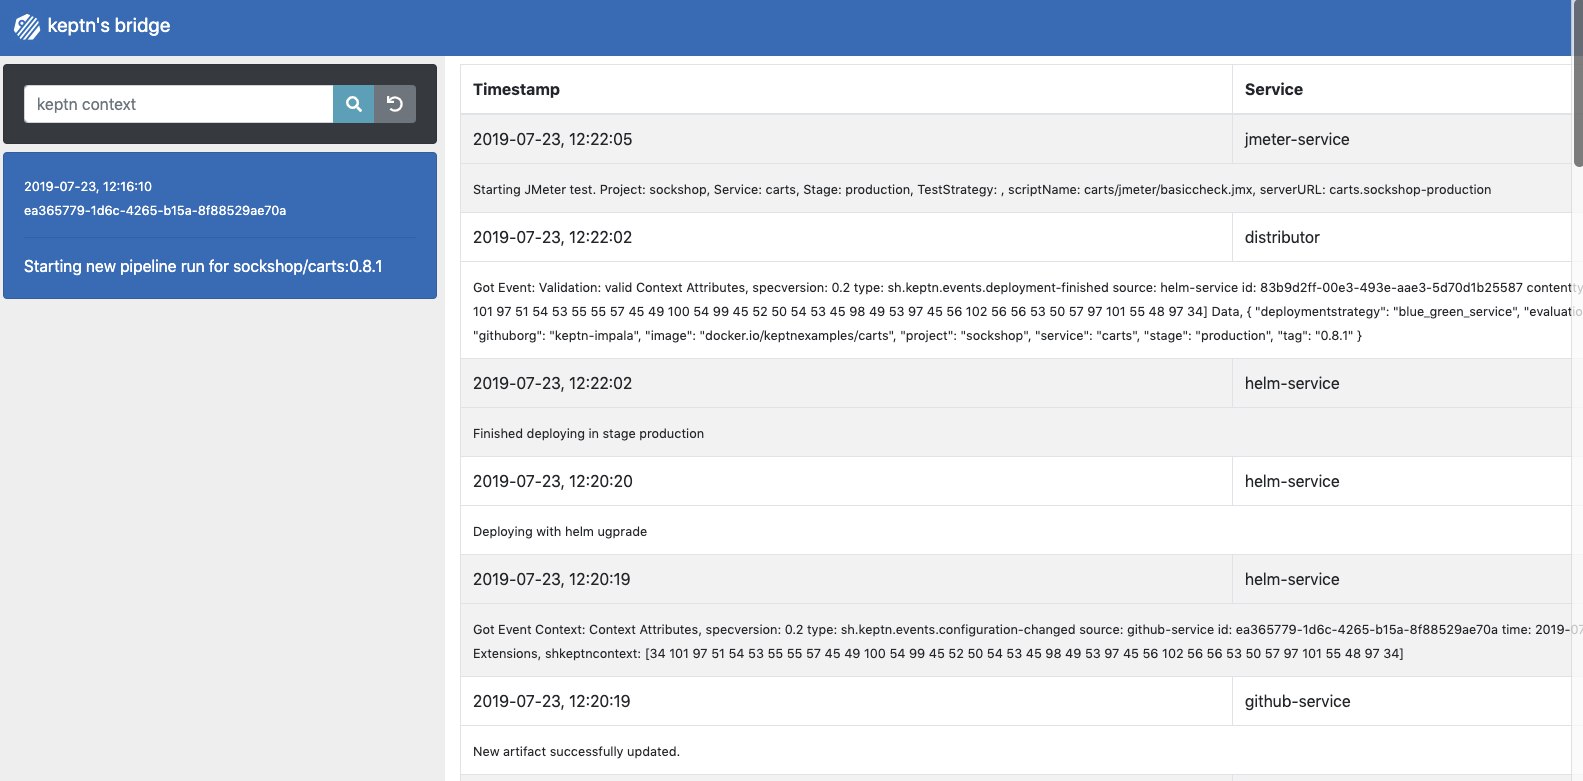 keptn's bridge
keptn context
2019-07-23, 12:16:10
ea365779-1d6c-4265-b15a-8f88529ae70a
Starting new pipeline run for sockshop/carts:0.8.1
Timestamp Service
2019-07-23, 12:22:05 jmeter-service
Starting JMeter test. Project: sockshop, Service: carts, Stage: production, TestStrategy: , scriptName: carts/jmeter/basiccheck.jmx, serverURL: carts.sockshop-production
2019-07-23, 12:22:02 distributor
Got Event: Validation: valid Context Attributes, specversion: 0.2 type: sh.keptn.events.deployment-finished source: helm-service id: 83b9d2ff-00e3-493e-aae3-5d70d1b25587 contentty
101 97 51 54 53 55 55 57 45 49 100 54 99 45 52 50 54 53 45 98 49 53 97 45 56 102 56 56 53 50 57 97 101 55 48 97 34] Data, { "deploymentstrategy": "blue_green_service", "evaluatio
"githuborg": "keptn-impala", "image": "docker.io/keptnexamples/carts", "project": "sockshop", "service": "carts", "stage": "production", "tag": "0.8.1" }
2019-07-23, 12:22:02 helm-service
Finished deploying in stage production
2019-07-23, 12:20:20 helm-service
Deploying with helm ugprade
2019-07-23, 12:20:19 helm-service
Got Event Context: Context Attributes, specversion: 0.2 type: sh.keptn.events.configuration-changed source: github-service id: ea365779-1d6c-4265-b15a-8f88529ae70a time: 2019-07
Extensions, shkeptncontext: [34 101 97 51 54 53 55 55 57 45 49 100 54 99 45 52 50 54 53 45 98 49 53 97 45 56 102 56 56 53 50 57 97 101 55 48 97 34]
2019-07-23, 12:20:19 github-service
New artifact successfully updated.